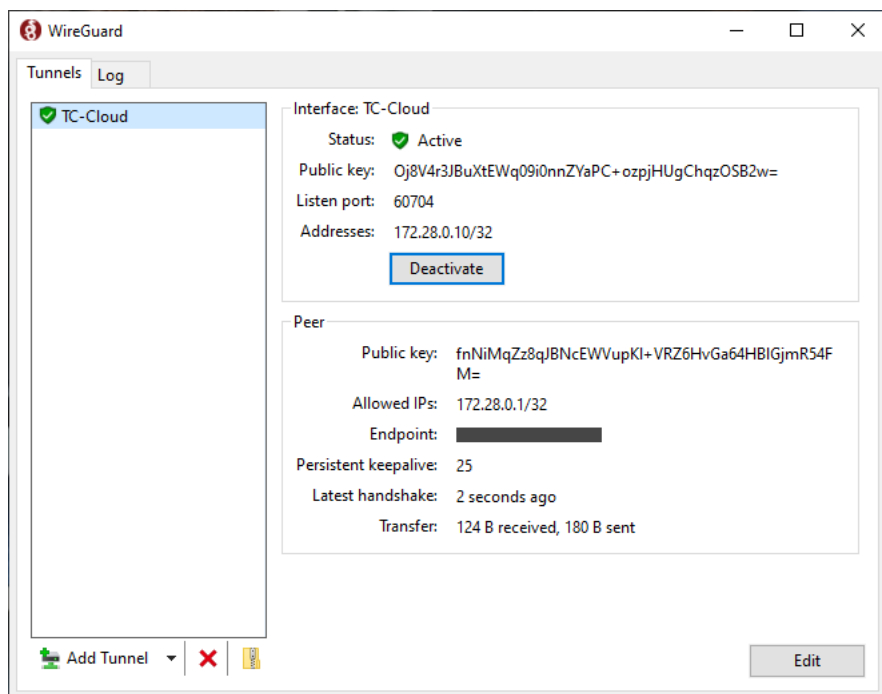 WireGuard
Tunnels Log
TC-Cloud
Interface: TC-Cloud
Status: Active
Public key: Oj8V4r3JBuXtEWq09i0nnZYaPC+ozpjHUgChqzOSB2w=
Listen port: 60704
Addresses: 172.28.0.10/32
Deactivate
Peer
Public key: fnNiMqZz8qJBNcEWVupKI+VRZ6HvGa64HBIGjmR54F
M=
Allowed IPs: 172.28.0.1/32
Endpoint:
Persistent keepalive: 25
Latest handshake: 2 seconds ago
Transfer: 124 B received, 180 B sent
Add Tunnel
Edit